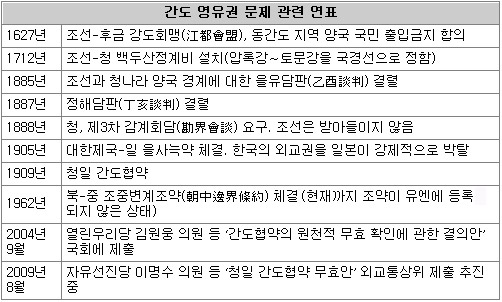 간도 영유권 문제 관련 연표
1627년 조선-후금 강도회맹(江都會盟), 동간도 지역 양국 국민 출입금지 합의
1712년 조선-청 백두산정계비 설치(압록강~토문강을 국경선으로 정함)
1885년 조선과 청나라 양국 경계에 대한 을유담판(乙酉談判) 결렬
1887년 정해담판(丁亥談判) 결렬
1888년 청, 제3차 감계회담(勘界會談) 요구. 조선은 받아들이지 않음
1905년 대한제국-일 을사늑약 체결. 한국의 외교권을 일본이 강제적으로 박탈
1909년 청일 간도협약
1962년 북-중 조중변계조약(朝中邊界條約) 체결 (현재)까지 조약이 유엔에 등록
되지 않은 상태)
2004년 열린우리당 김원웅 의원 등 '간도협약의 원천적 무효 확인에 관한 결의안'
9월 국회에 제출
2009년 자유선진당 이명수 의원 등 '청일 간도협약 무효안' 외교통상위 제출 추진
8월 중